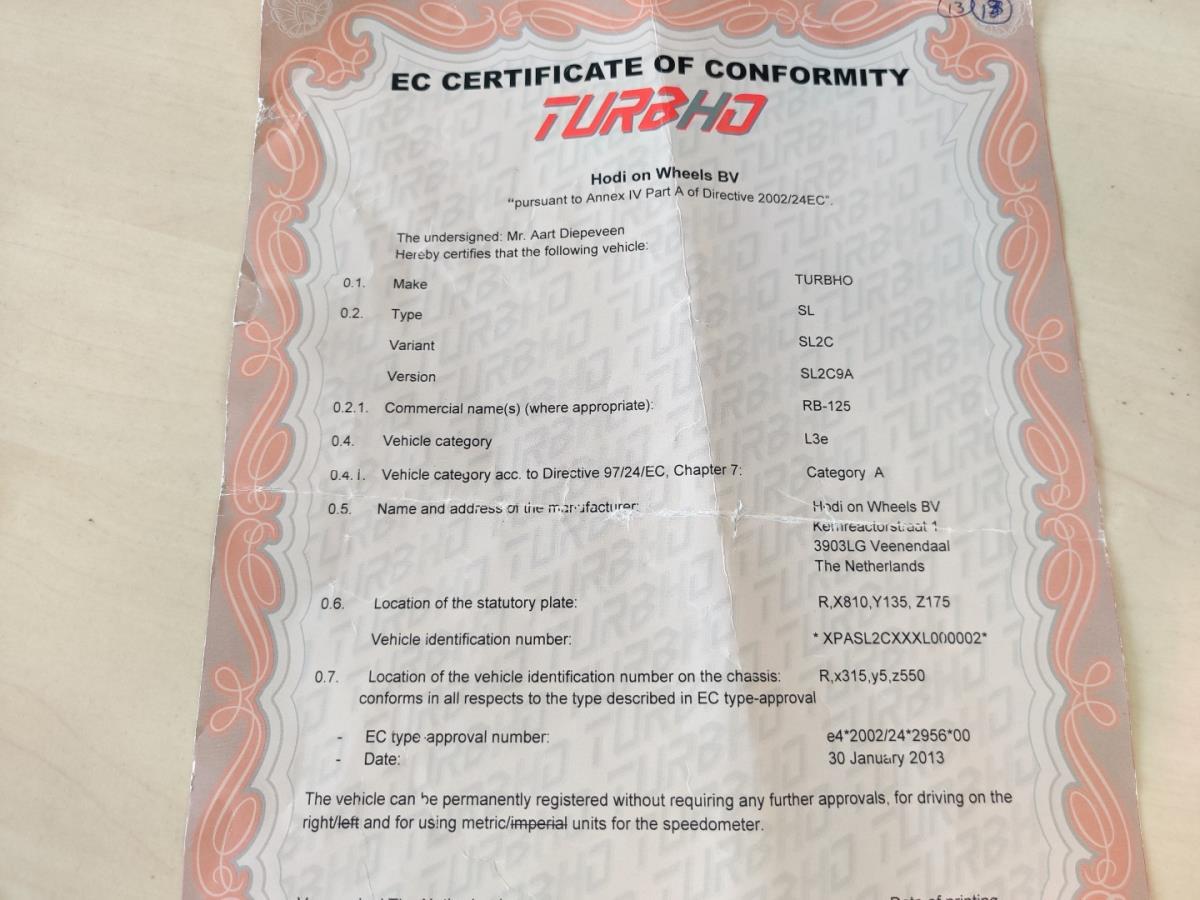 13
EC CERTIFICATE OF CONFORMITY
TURBHO
Hodi on Wheels BV
"pursuant to Annex IV Part A of Directive 2002/24EC".
The undersigned: Mr. Aart Diepeveen
Hereby certifies that the following vehicle:
0.1. Make TURBHO
0.2. Type SL
Variant SL2C
Version SL2C9A
0.2.1. Commercial name(s) (where appropriate): RB-125
0.4. Vehicle category L3e
0.4.1. Vehicle category acc. to Directive 97/24/EC, Chapter 7: Category A
0.5. Name and address of the manufacturer: Hodi on Wheels BV
Kernreactorstraat 1
3903LG Veenendaal
The Netherlands
0.6. Location of the statutory plate: R,X810,Y135, Z175
Vehicle identification number: * XPASL2CXXXL000002*
0.7. Location of the vehicle identification number on the chassis: R,x315,y5,z550
conforms in all respects to the type described in EC type-approval
- EC type approval number: e4*2002/24*2956*00
- Date: 30 January 2013
The vehicle can be permanently registered without requiring any further approvals, for driving on the
right/left and for using metric/imperial units for the speedometer.
Date of printing